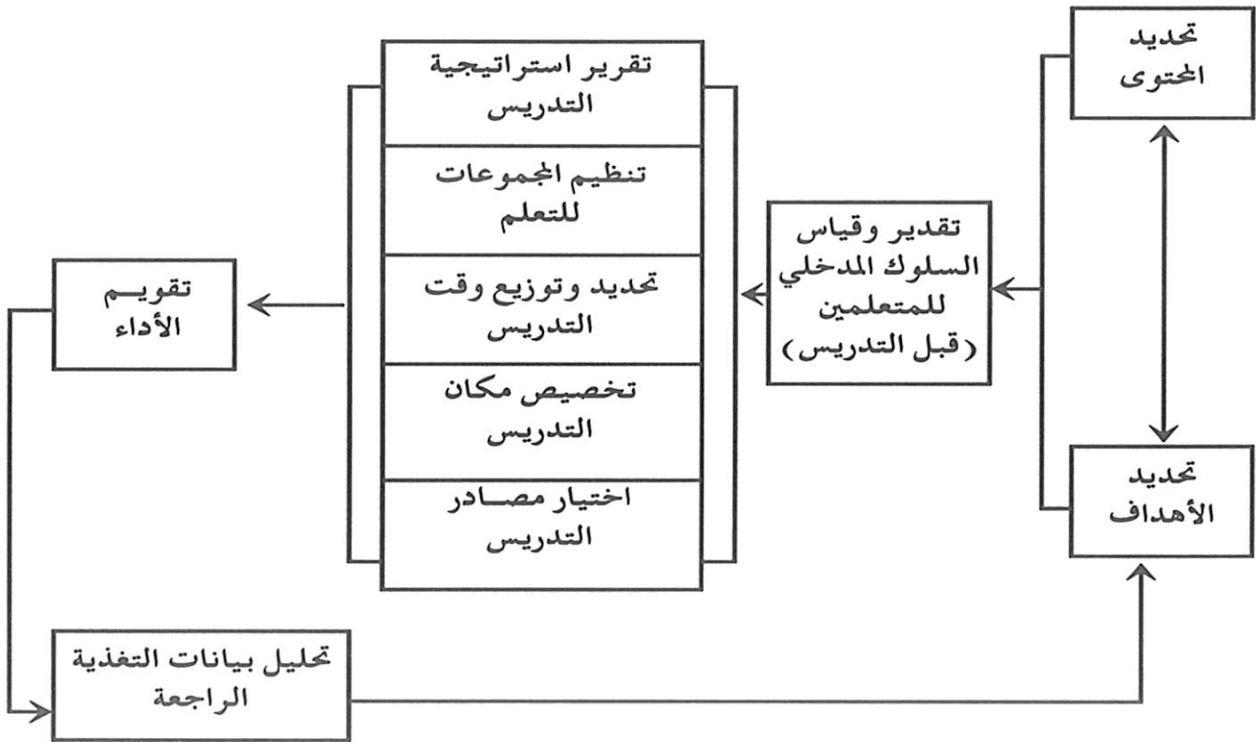 تحديد
المحتوى
تحديد
الأهداف
تقدير وقياس
السلوك المدخلي
للمتعلمين
(قبل التدريس)
تقرير استراتيجية
التدريس
تنظيم المجموعات
للتعلم
تحديد وتوزيع وقت
التدريس
تخصيص مكان
التدريس
اختيار مصادر
التدريس
تقويم
الأداء
تحليل بيانات التغذية
الراجعة